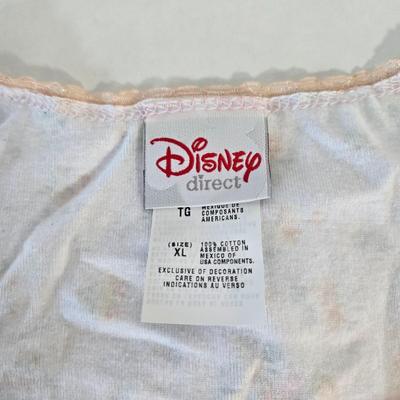 Disney
direct
TG
MEXIQUE DE
COMPOSANTS
AMERICANS.
(SIZE)
XL
100% COTTON
ASSEMBLED IN
MEXICO OF
USA COMPONENTS.
EXCLUSIVE OF DECORATION
CARE ON REVERSE
INDICATIONS AU VERSO